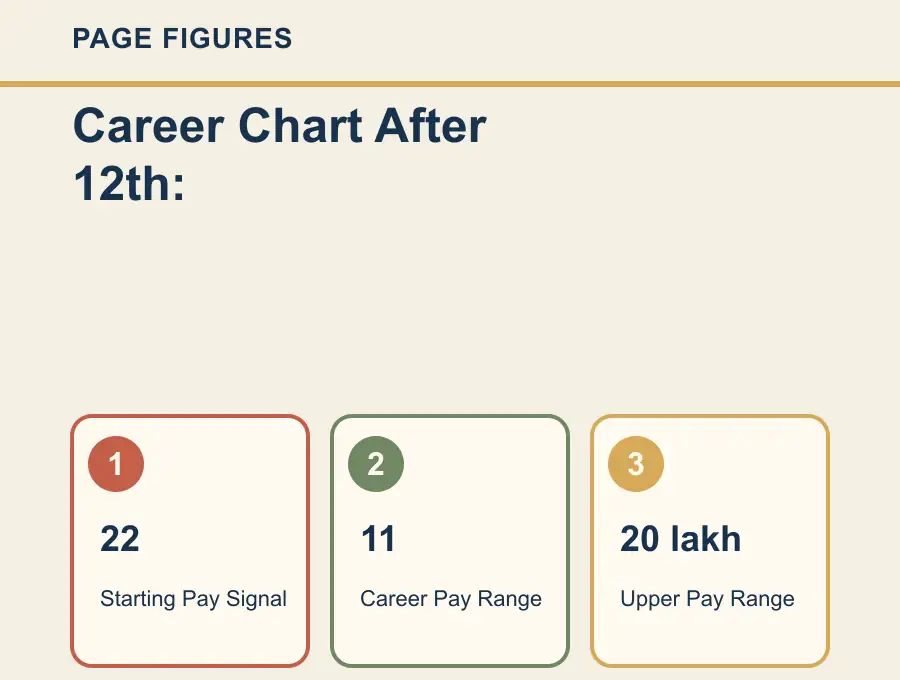 PAGE FIGURES
Career Chart After
12th:
1
2
3
22
11
20 lakh
Starting Pay Signal
Career Pay Range
Upper Pay Range